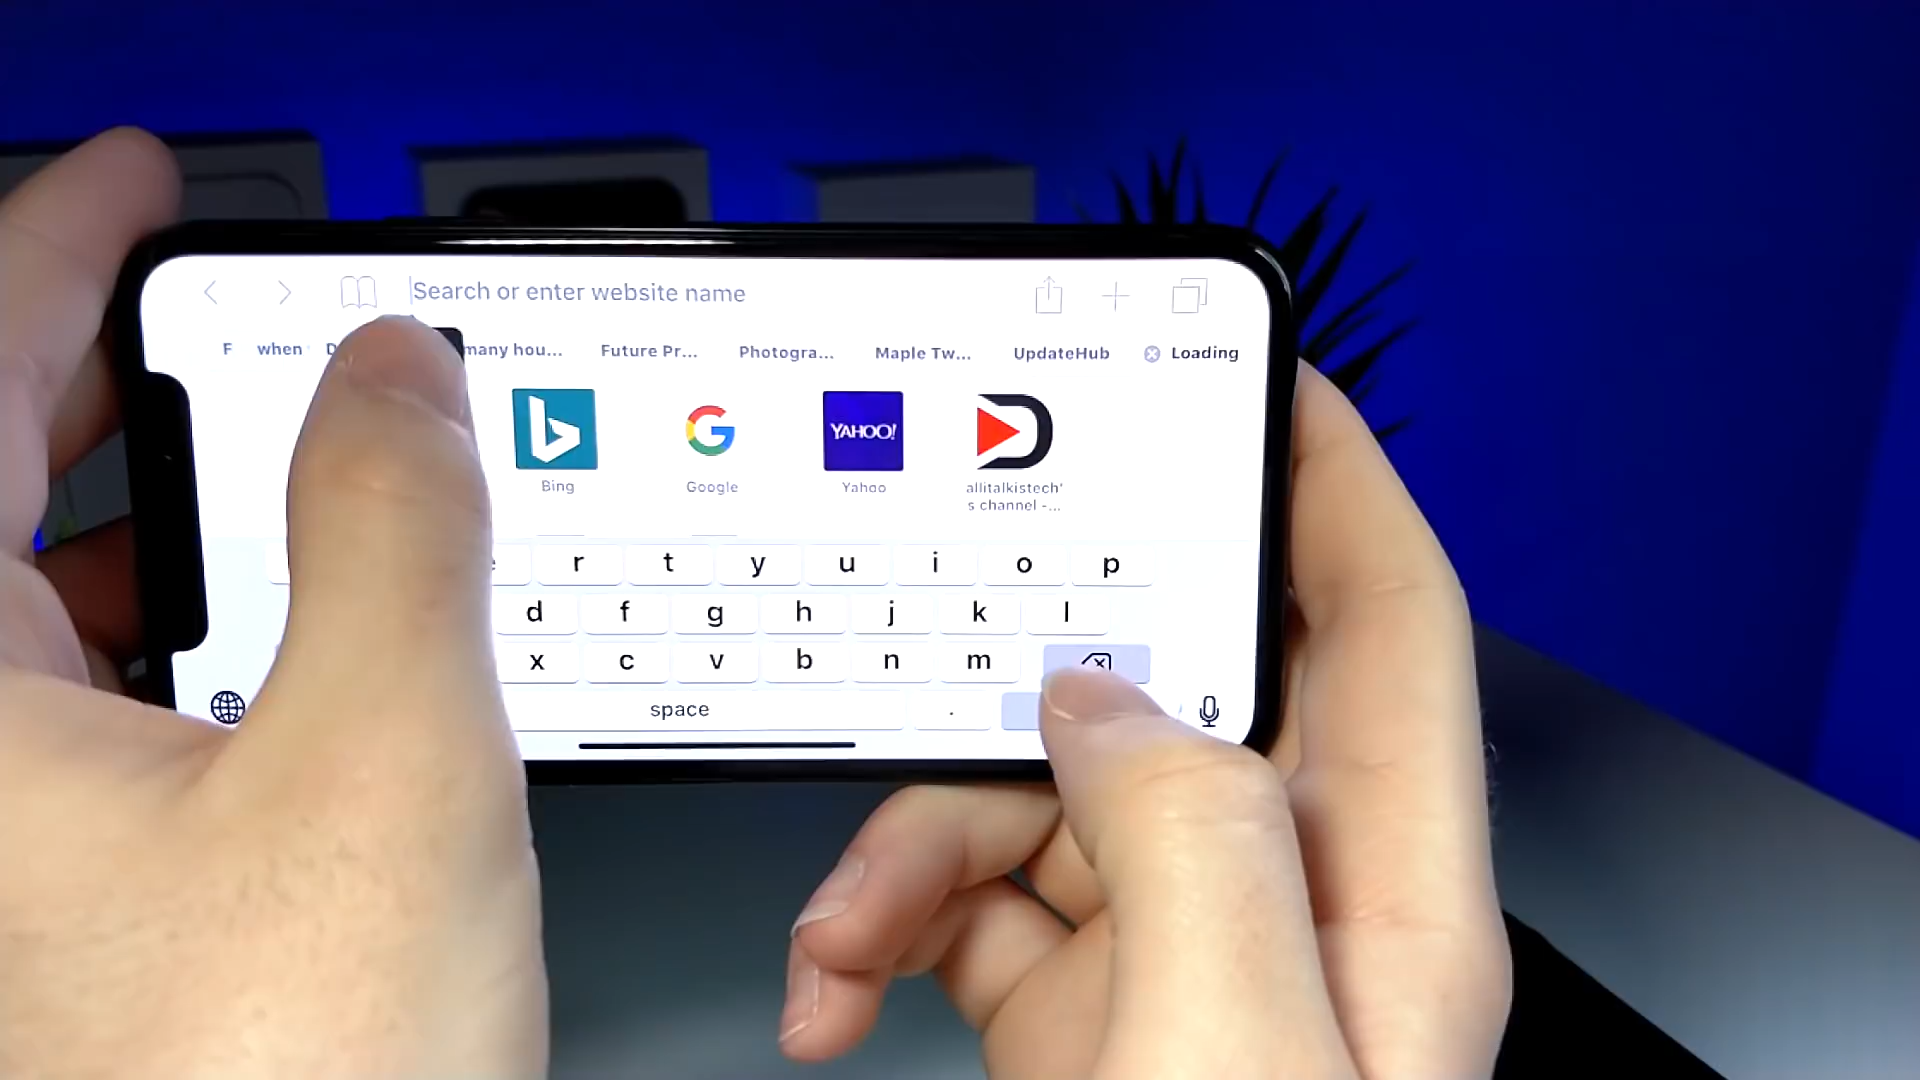 Search or enter website name
F when D many hou... Future Pr... Photogra... Maple Tw... UpdateHub Loading
YAHOO!
Bing Google Yahoo allitalkistech'
s channel -...
r t y u i o p
d f g h j k l
x c v b n m
space .